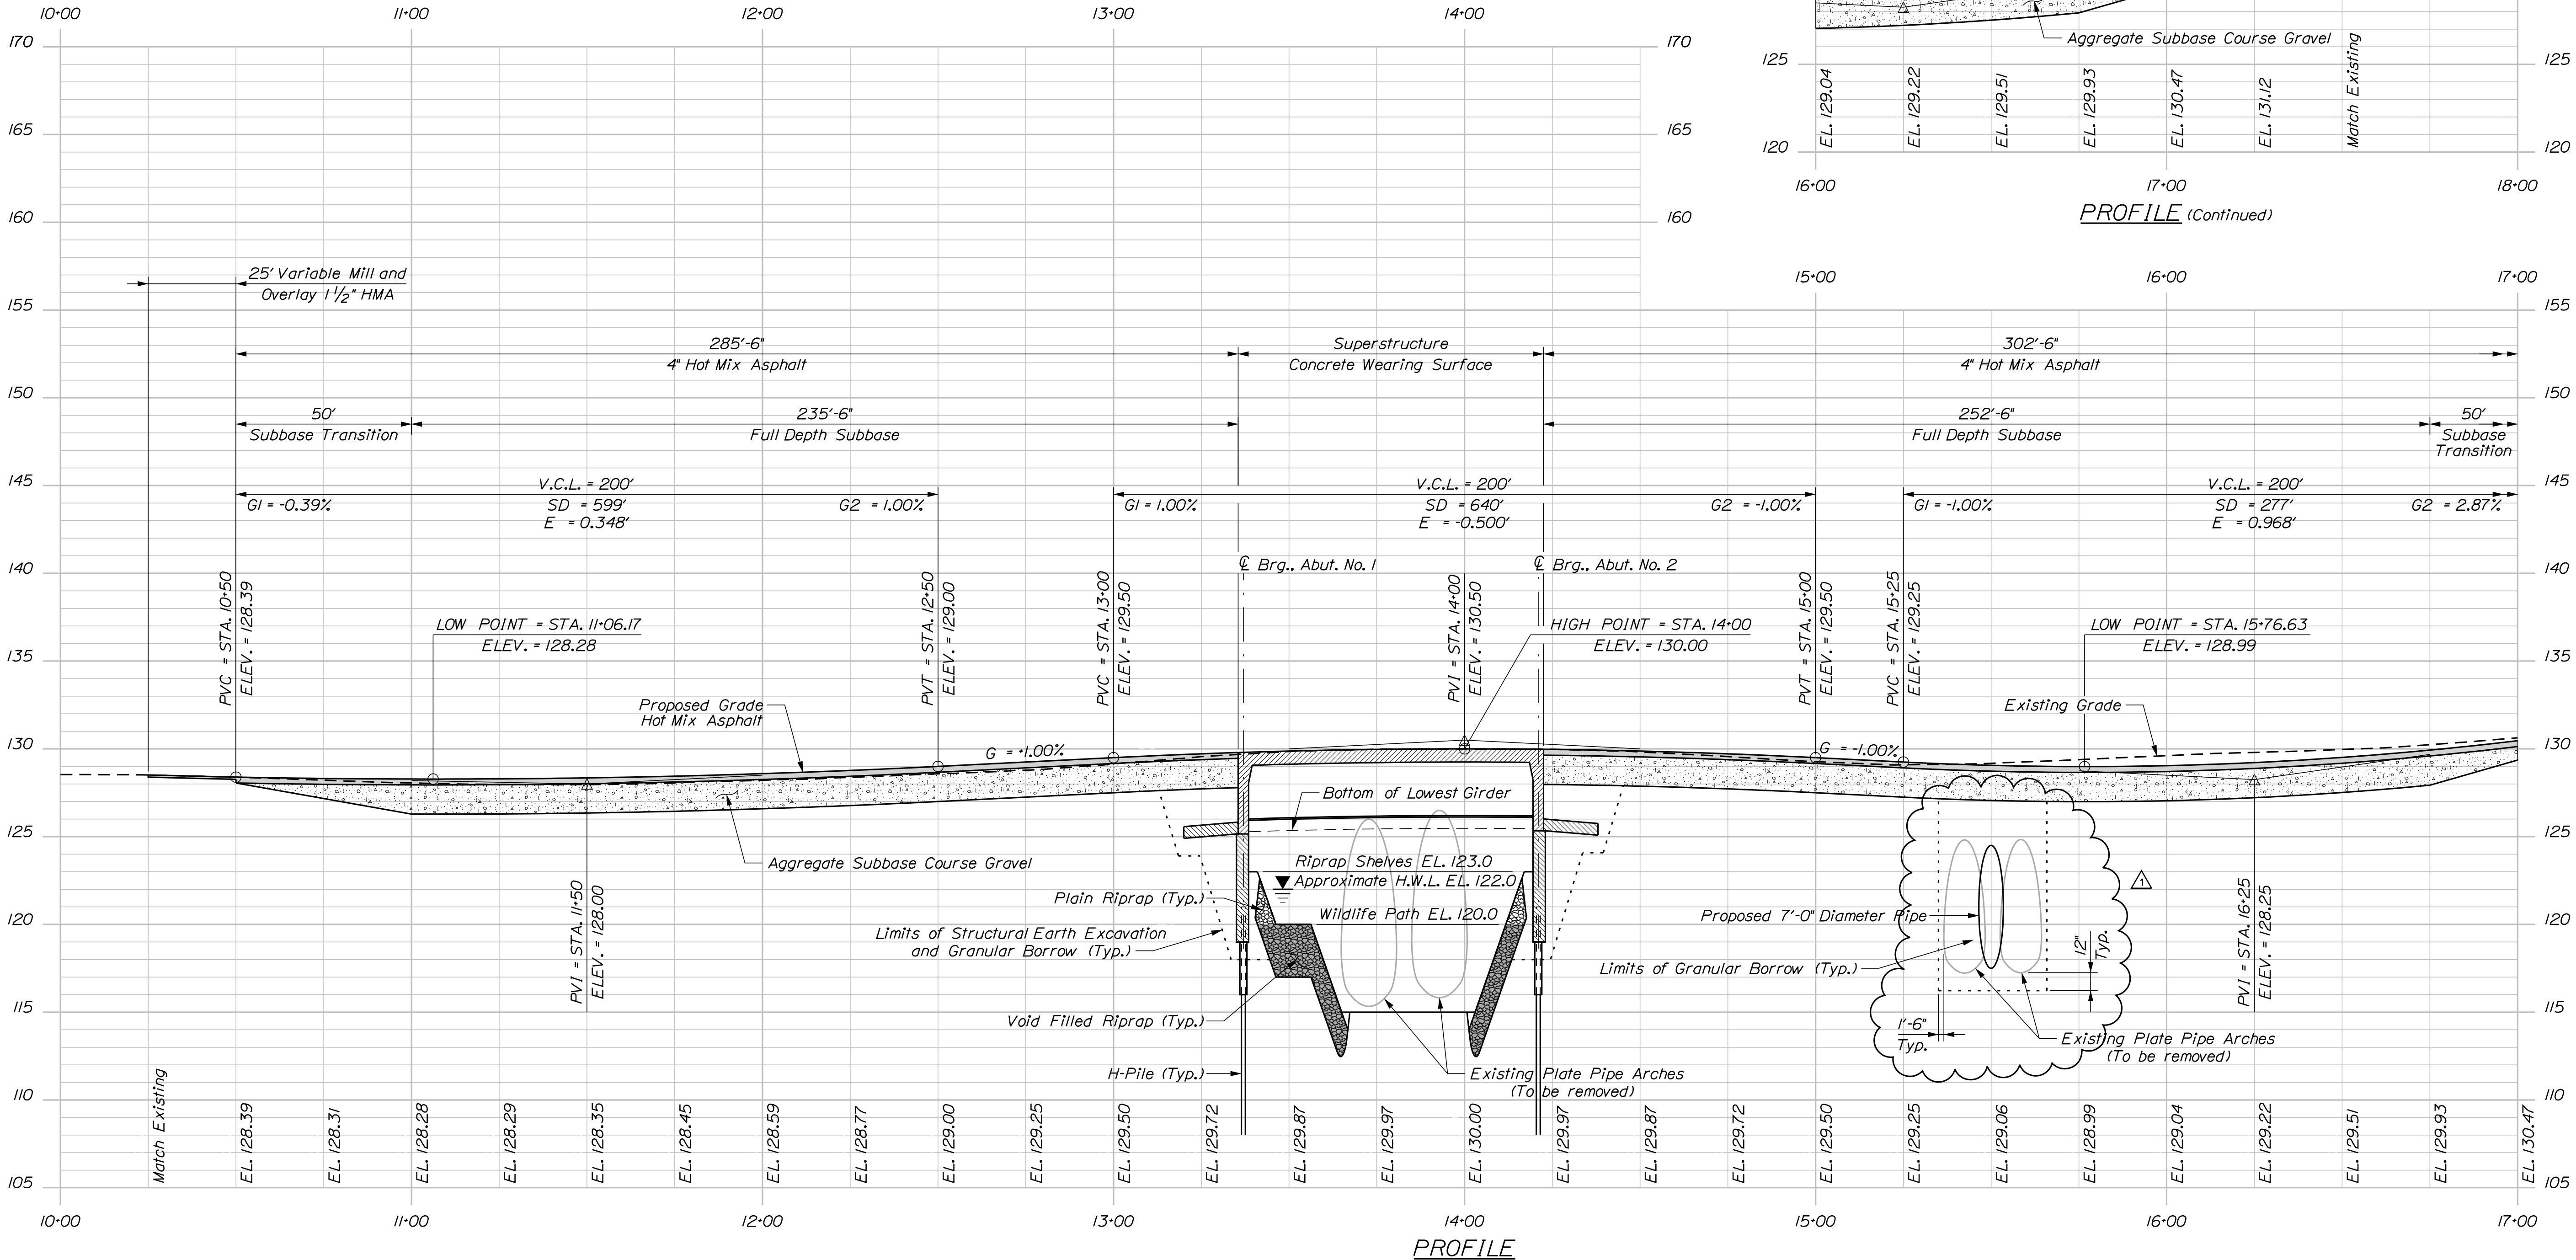 10+00 11+00 12+00 13+00 14+00
170 170
165 165
160 160
155
150
145
140
135
130
125
120
115
110
105
Aggregate Subbase Course Gravel
125 125
120 120
EL. 129.04
EL. 129.22
EL. 129.51
EL. 129.93
EL. 130.47
EL. 131.12
Match Existing
16+00 17+00 18+00
PROFILE (Continued)
15+00 16+00 17+00
155
150
145
140
135
130
125
120
115
110
105
25' Variable Mill and
Overlay 1 1/2" HMA
285'-6"
4" Hot Mix Asphalt
Superstructure
Concrete Wearing Surface
302'-6"
4" Hot Mix Asphalt
50'
Subbase Transition
235'-6"
Full Depth Subbase
252'-6"
Full Depth Subbase
50'
Subbase
Transition
V.C.L. = 200'
G1 = -0.39% SD = 599' G2 = 1.00%
E = 0.348'
V.C.L. = 200'
G1 = 1.00% SD = 640' G2 = -1.00%
E = -0.500'
V.C.L. = 200'
G1 = -1.00% SD = 277' G2 = 2.87%
E = 0.968'
℄ Brg., Abut. No. 1
℄ Brg., Abut. No. 2
PVC = STA. 10+50
ELEV. = 128.39
LOW POINT = STA. 11+06.17
ELEV. = 128.28
PVI = STA. 11+50
ELEV. = 128.00
PVT = STA. 12+50
ELEV. = 129.00
PVC = STA. 13+00
ELEV. = 129.50
PVI = STA. 14+00
ELEV. = 130.50
HIGH POINT = STA. 14+00
ELEV. = 130.00
PVT = STA. 15+00
ELEV. = 129.50
PVC = STA. 15+25
ELEV. = 129.25
LOW POINT = STA. 15+76.63
ELEV. = 128.99
PVI = STA. 16+25
ELEV. = 128.25
Proposed Grade
Hot Mix Asphalt
G = +1.00%
G = -1.00%
Existing Grade
Aggregate Subbase Course Gravel
Bottom of Lowest Girder
Riprap Shelves EL. 123.0
Approximate H.W.L. EL. 122.0
Wildlife Path EL. 120.0
Plain Riprap (Typ.)
Limits of Structural Earth Excavation
and Granular Borrow (Typ.)
Void Filled Riprap (Typ.)
H-Pile (Typ.)
Existing Plate Pipe Arches
(To be removed)
Proposed 7'-0" Diameter Pipe
Limits of Granular Borrow (Typ.)
12"
Typ.
1'-6"
Typ.
Existing Plate Pipe Arches
(To be removed)
1
Match Existing
EL. 128.39
EL. 128.31
EL. 128.28
EL. 128.29
EL. 128.35
EL. 128.45
EL. 128.59
EL. 128.77
EL. 129.00
EL. 129.25
EL. 129.50
EL. 129.72
EL. 129.87
EL. 129.97
EL. 130.00
EL. 129.97
EL. 129.87
EL. 129.72
EL. 129.50
EL. 129.25
EL. 129.06
EL. 128.99
EL. 129.04
EL. 129.22
EL. 129.51
EL. 129.93
EL. 130.47
10+00 11+00 12+00 13+00 14+00 15+00 16+00 17+00
PROFILE